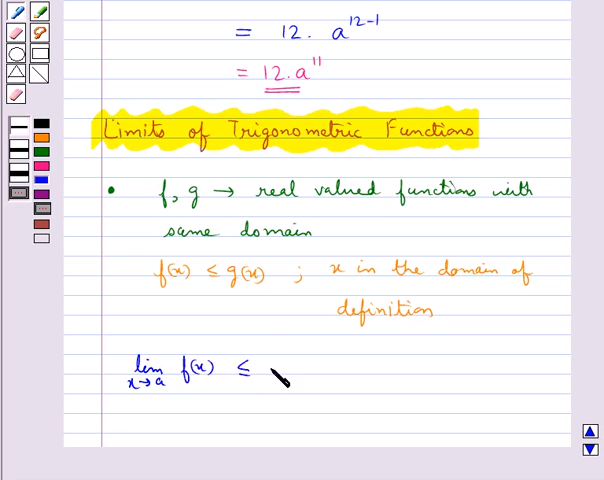 = 12. a^{12-1}
= 12. a^{11}
Limits of Trigonometric Functions
• f, g → real valued functions with
same domain
f(x) ≤ g(x) ; x in the domain of
definition
lim f(x) ≤
x→a